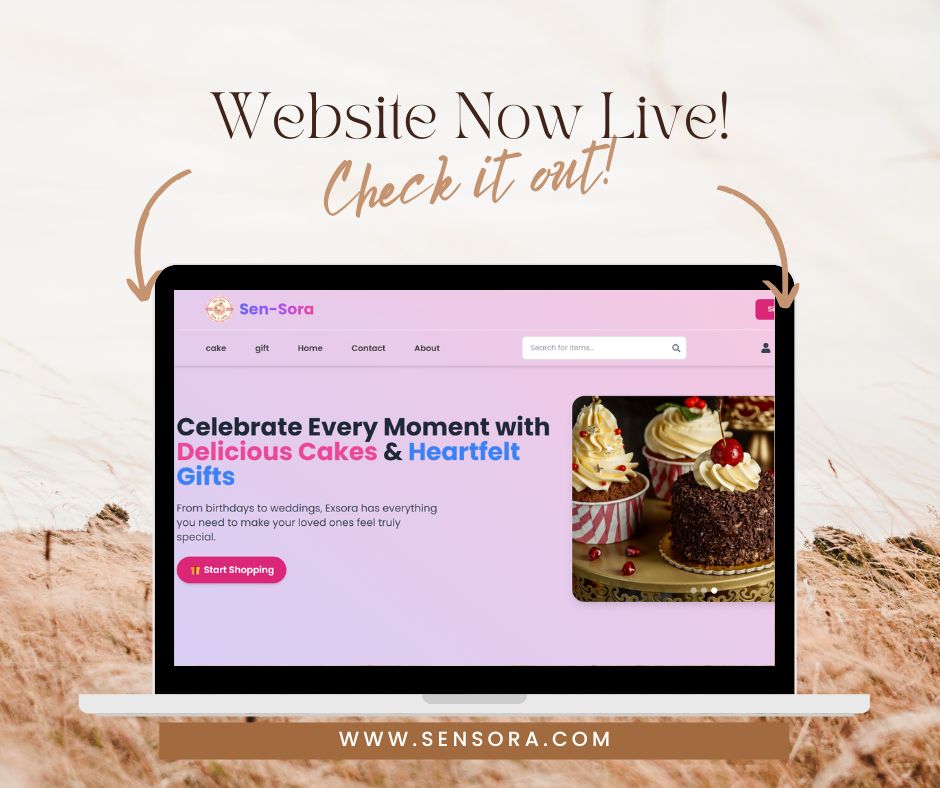 Website Now Live!
Check it out!
Sen-Sora
cake gift Home Contact About
Search for items...
Celebrate Every Moment with
Delicious Cakes & Heartfelt
Gifts
From birthdays to weddings, Exsora has everything
you need to make your loved ones feel truly
special.
Start Shopping
WWW.SENSORA.COM